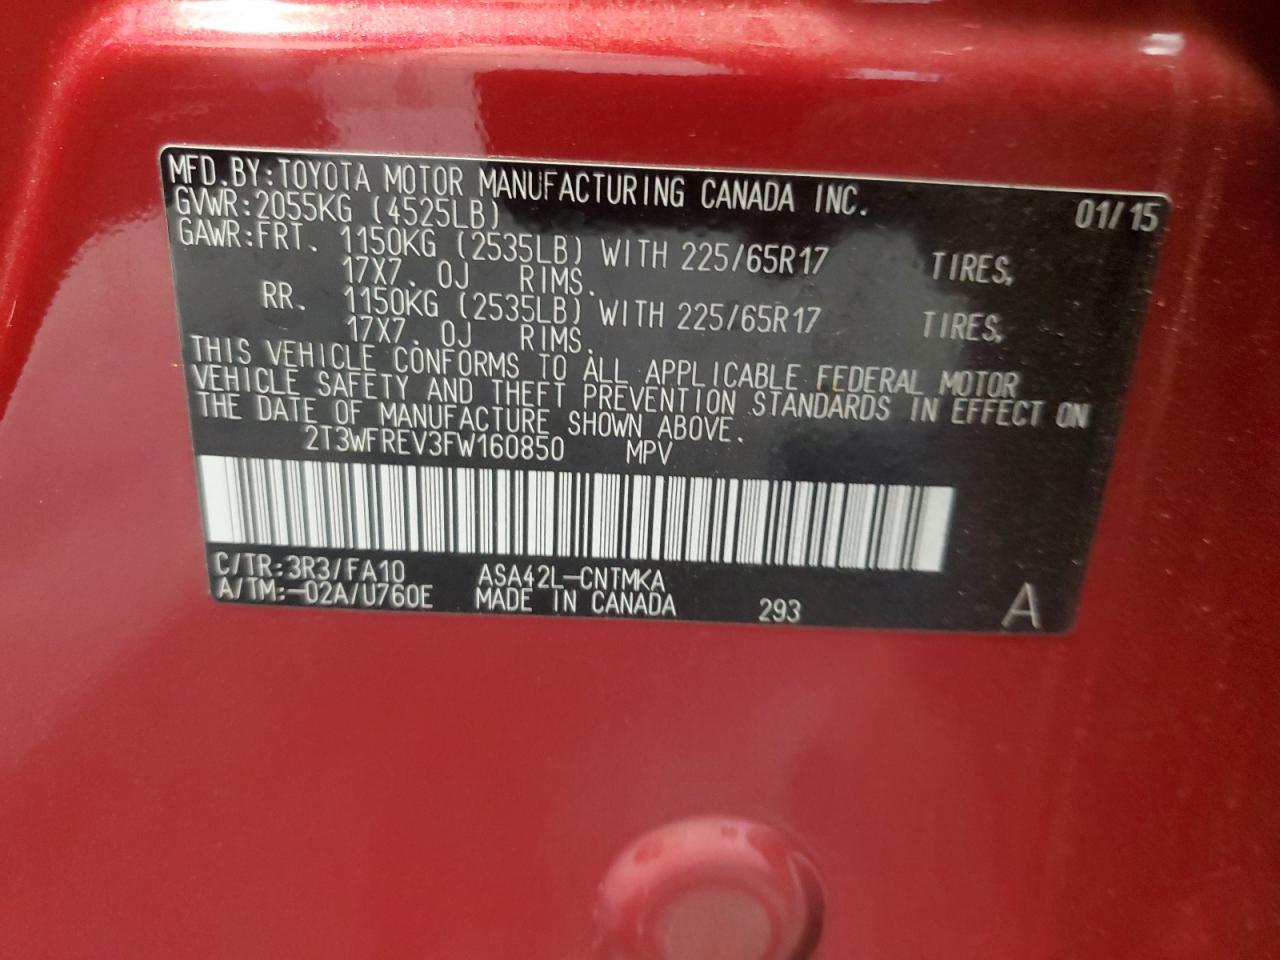 MFD.BY:TOYOTA MOTOR MANUFACTURING CANADA INC. 01/15
GVWR:2055KG (4525LB)
GAWR:FRT. 1150KG (2535LB) WITH 225/65R17 TIRES,
17X7.0J RIMS.
RR. 1150KG (2535LB) WITH 225/65R17 TIRES,
17X7.0J RIMS.
THIS VEHICLE CONFORMS TO ALL APPLICABLE FEDERAL MOTOR
VEHICLE SAFETY AND THEFT PREVENTION STANDARDS IN EFFECT ON
THE DATE OF MANUFACTURE SHOWN ABOVE.
2T3WFREV3FW160850 MPV
C/TR:3R3/FA10 ASA42L-CNTMKA
A/TM:-02A/U760E MADE IN CANADA 293 A